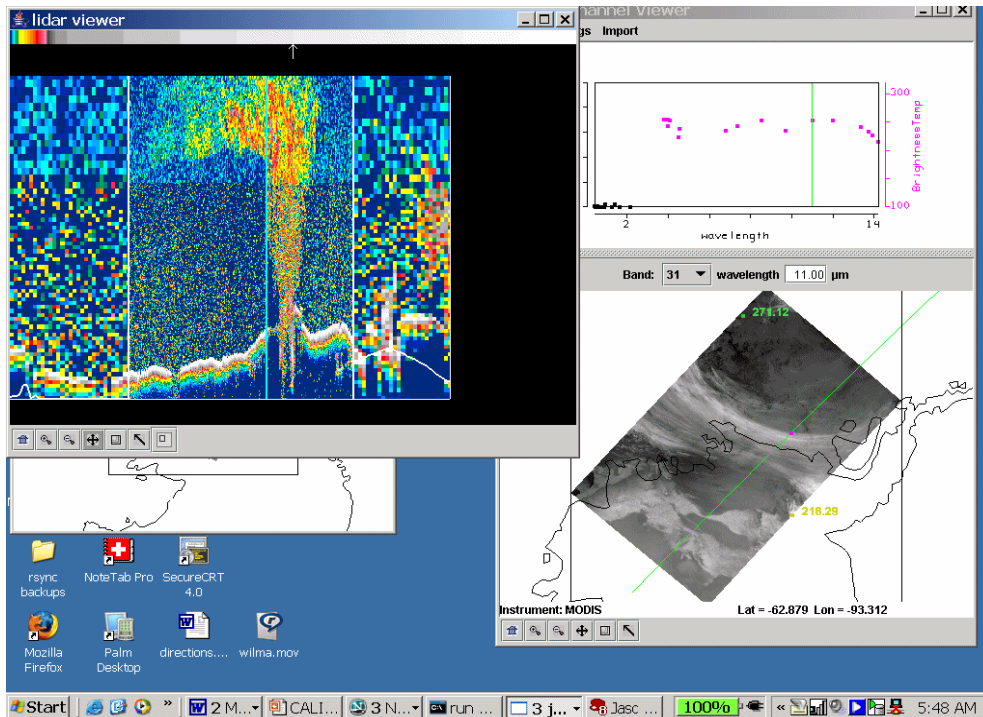 lidar viewer
hannel Viewer
gs Import
300
BrightnessTemp
100
2
14
wavelength
Band: 31 wavelength 11.00 µm
271.12
216.29
Instrument: MODIS
Lat = -62.879 Lon = -93.312
rsync backups
NoteTab Pro
SecureCRT 4.0
Mozilla Firefox
Palm Desktop
directions....
wilma.mov
Start
»
2 M...
CALI...
3 N...
run ...
3 j...
Jasc ...
100%
«
5:48 AM